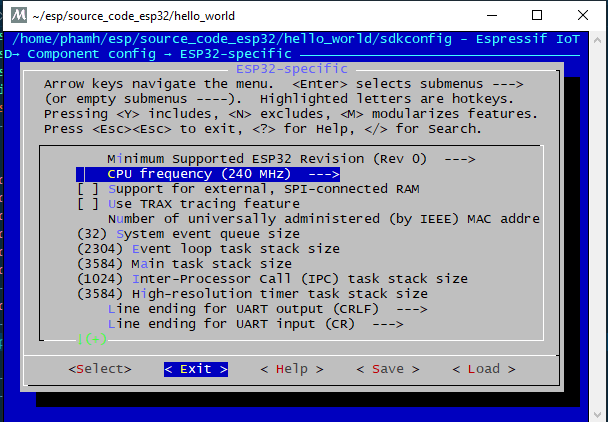 ~/esp/source_code_esp32/hello_world
/home/phamh/esp/source_code_esp32/hello_world/sdkconfig - Espressif IoT
D→ Component config → ESP32-specific
ESP32-specific
Arrow keys navigate the menu.  <Enter> selects submenus --->
(or empty submenus ----).  Highlighted letters are hotkeys.
Pressing <Y> includes, <N> excludes, <M> modularizes features.
Press <Esc><Esc> to exit, <?> for Help, </> for Search.
Minimum Supported ESP32 Revision (Rev 0)  --->
CPU frequency (240 MHz)  --->
[ ] Support for external, SPI-connected RAM
[ ] Use TRAX tracing feature
Number of universally administered (by IEEE) MAC addre
(32) System event queue size
(2304) Event loop task stack size
(3584) Main task stack size
(1024) Inter-Processor Call (IPC) task stack size
(3584) High-resolution timer task stack size
Line ending for UART output (CRLF)  --->
Line ending for UART input (CR)  --->
(+)
<Select>    < Exit >    < Help >    < Save >    < Load >